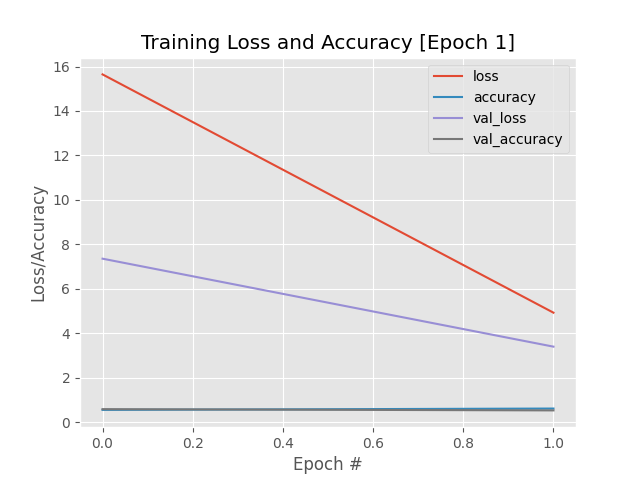 Training Loss and Accuracy [Epoch 1]
16
14
12
10
8
6
4
2
0
Loss/Accuracy
loss
accuracy
val_loss
val_accuracy
0.0 0.2 0.4 0.6 0.8 1.0
Epoch #